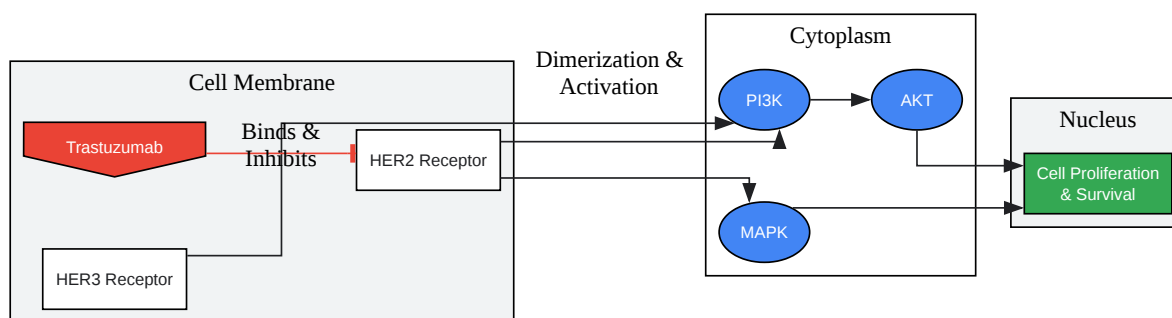 Cell Membrane
Trastuzumab
Binds &
Inhibits
HER2 Receptor
HER3 Receptor
Dimerization &
Activation
Cytoplasm
PI3K
AKT
MAPK
Nucleus
Cell Proliferation
& Survival